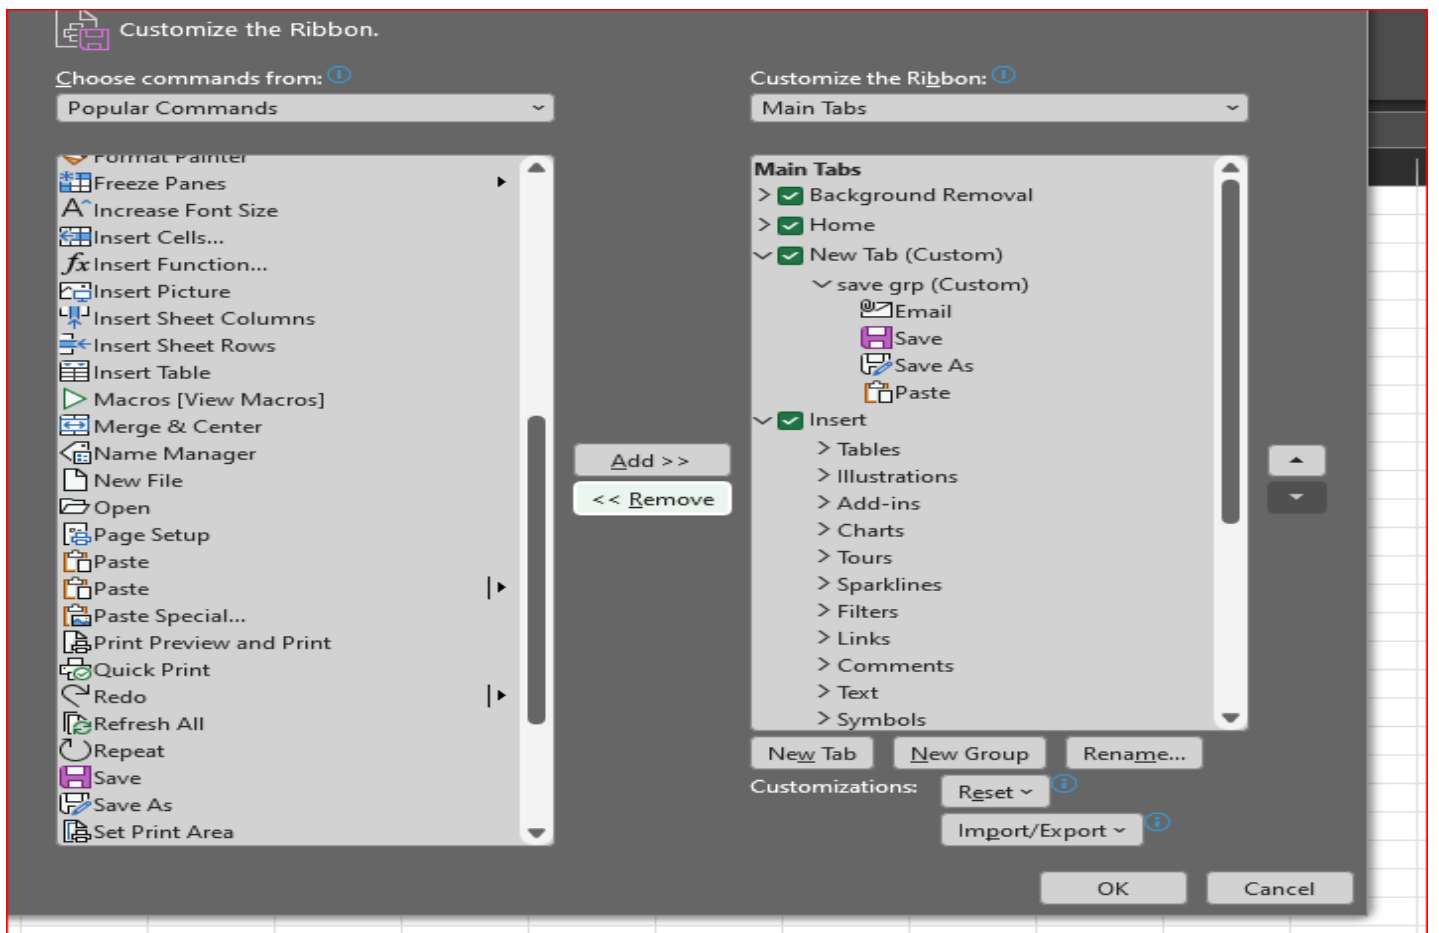 Customize the Ribbon.
Choose commands from:
Popular Commands
Format Painter
Freeze Panes
Increase Font Size
Insert Cells...
Insert Function...
Insert Picture
Insert Sheet Columns
Insert Sheet Rows
Insert Table
Macros [View Macros]
Merge & Center
Name Manager
New File
Open
Page Setup
Paste
Paste
Paste Special...
Print Preview and Print
Quick Print
Redo
Refresh All
Repeat
Save
Save As
Set Print Area
Add >>
<< Remove
Customize the Ribbon:
Main Tabs
Main Tabs
Background Removal
Home
New Tab (Custom)
save grp (Custom)
Email
Save
Save As
Paste
Insert
Tables
Illustrations
Add-ins
Charts
Tours
Sparklines
Filters
Links
Comments
Text
Symbols
New Tab New Group Rename...
Customizations: Reset
Import/Export
OK Cancel